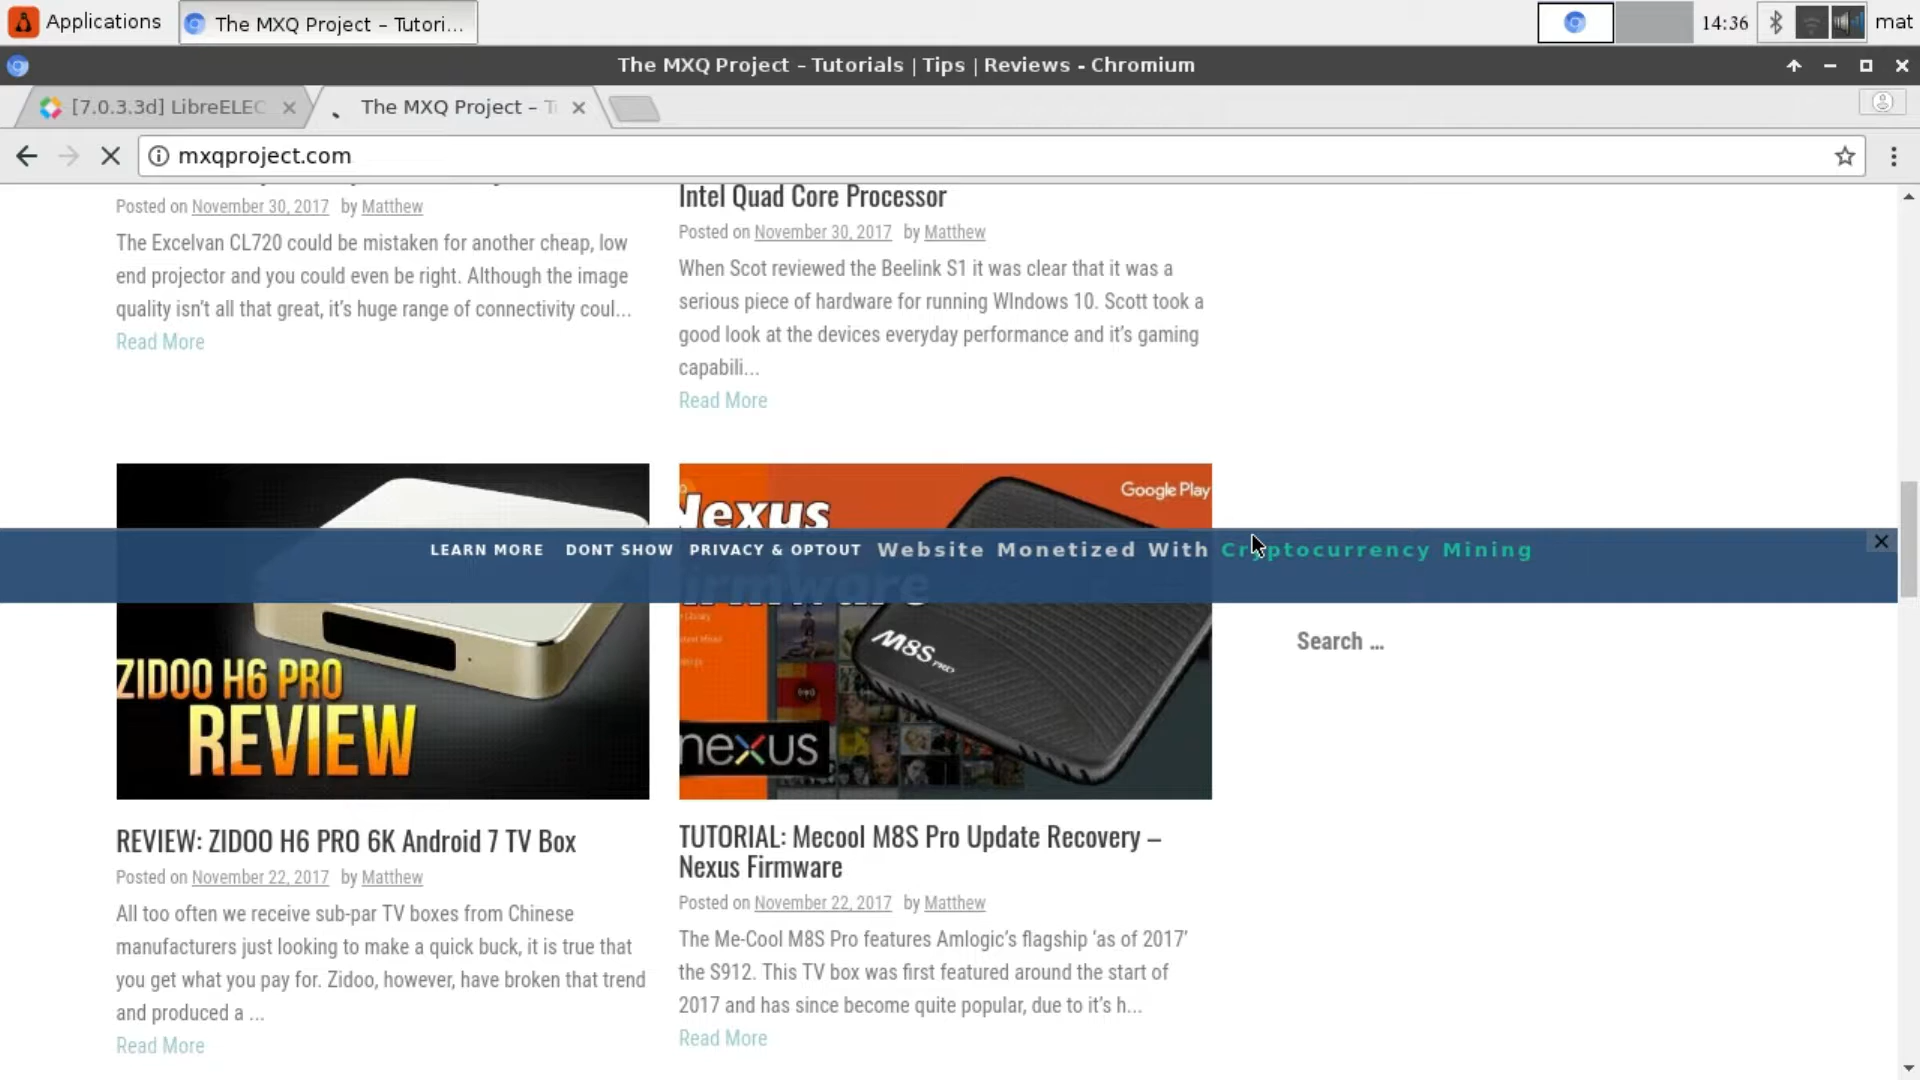 Applications
The MXQ Project – Tutori...
14:36
mat
The MXQ Project – Tutorials | Tips | Reviews - Chromium
[7.0.3.3d] LibreELEC
The MXQ Project – T
mxqproject.com
Posted on November 30, 2017 by Matthew
The Excelvan CL720 could be mistaken for another cheap, low
end projector and you could even be right. Although the image
quality isn't all that great, it's huge range of connectivity coul...
Read More
Intel Quad Core Processor
Posted on November 30, 2017 by Matthew
When Scot reviewed the Beelink S1 it was clear that it was a
serious piece of hardware for running WIndows 10. Scott took a
good look at the devices everyday performance and it's gaming
capabili...
Read More
Google Play
Nexus
LEARN MORE DONT SHOW PRIVACY & OPTOUT Website Monetized With Cryptocurrency Mining
Firmware
Search ...
M8S PRO
ZIDOO H6 PRO
REVIEW
nexus
REVIEW: ZIDOO H6 PRO 6K Android 7 TV Box
Posted on November 22, 2017 by Matthew
All too often we receive sub-par TV boxes from Chinese
manufacturers just looking to make a quick buck, it is true that
you get what you pay for. Zidoo, however, have broken that trend
and produced a ...
Read More
TUTORIAL: Mecool M8S Pro Update Recovery –
Nexus Firmware
Posted on November 22, 2017 by Matthew
The Me-Cool M8S Pro features Amlogic's flagship 'as of 2017'
the S912. This TV box was first featured around the start of
2017 and has since become quite popular, due to it's h...
Read More